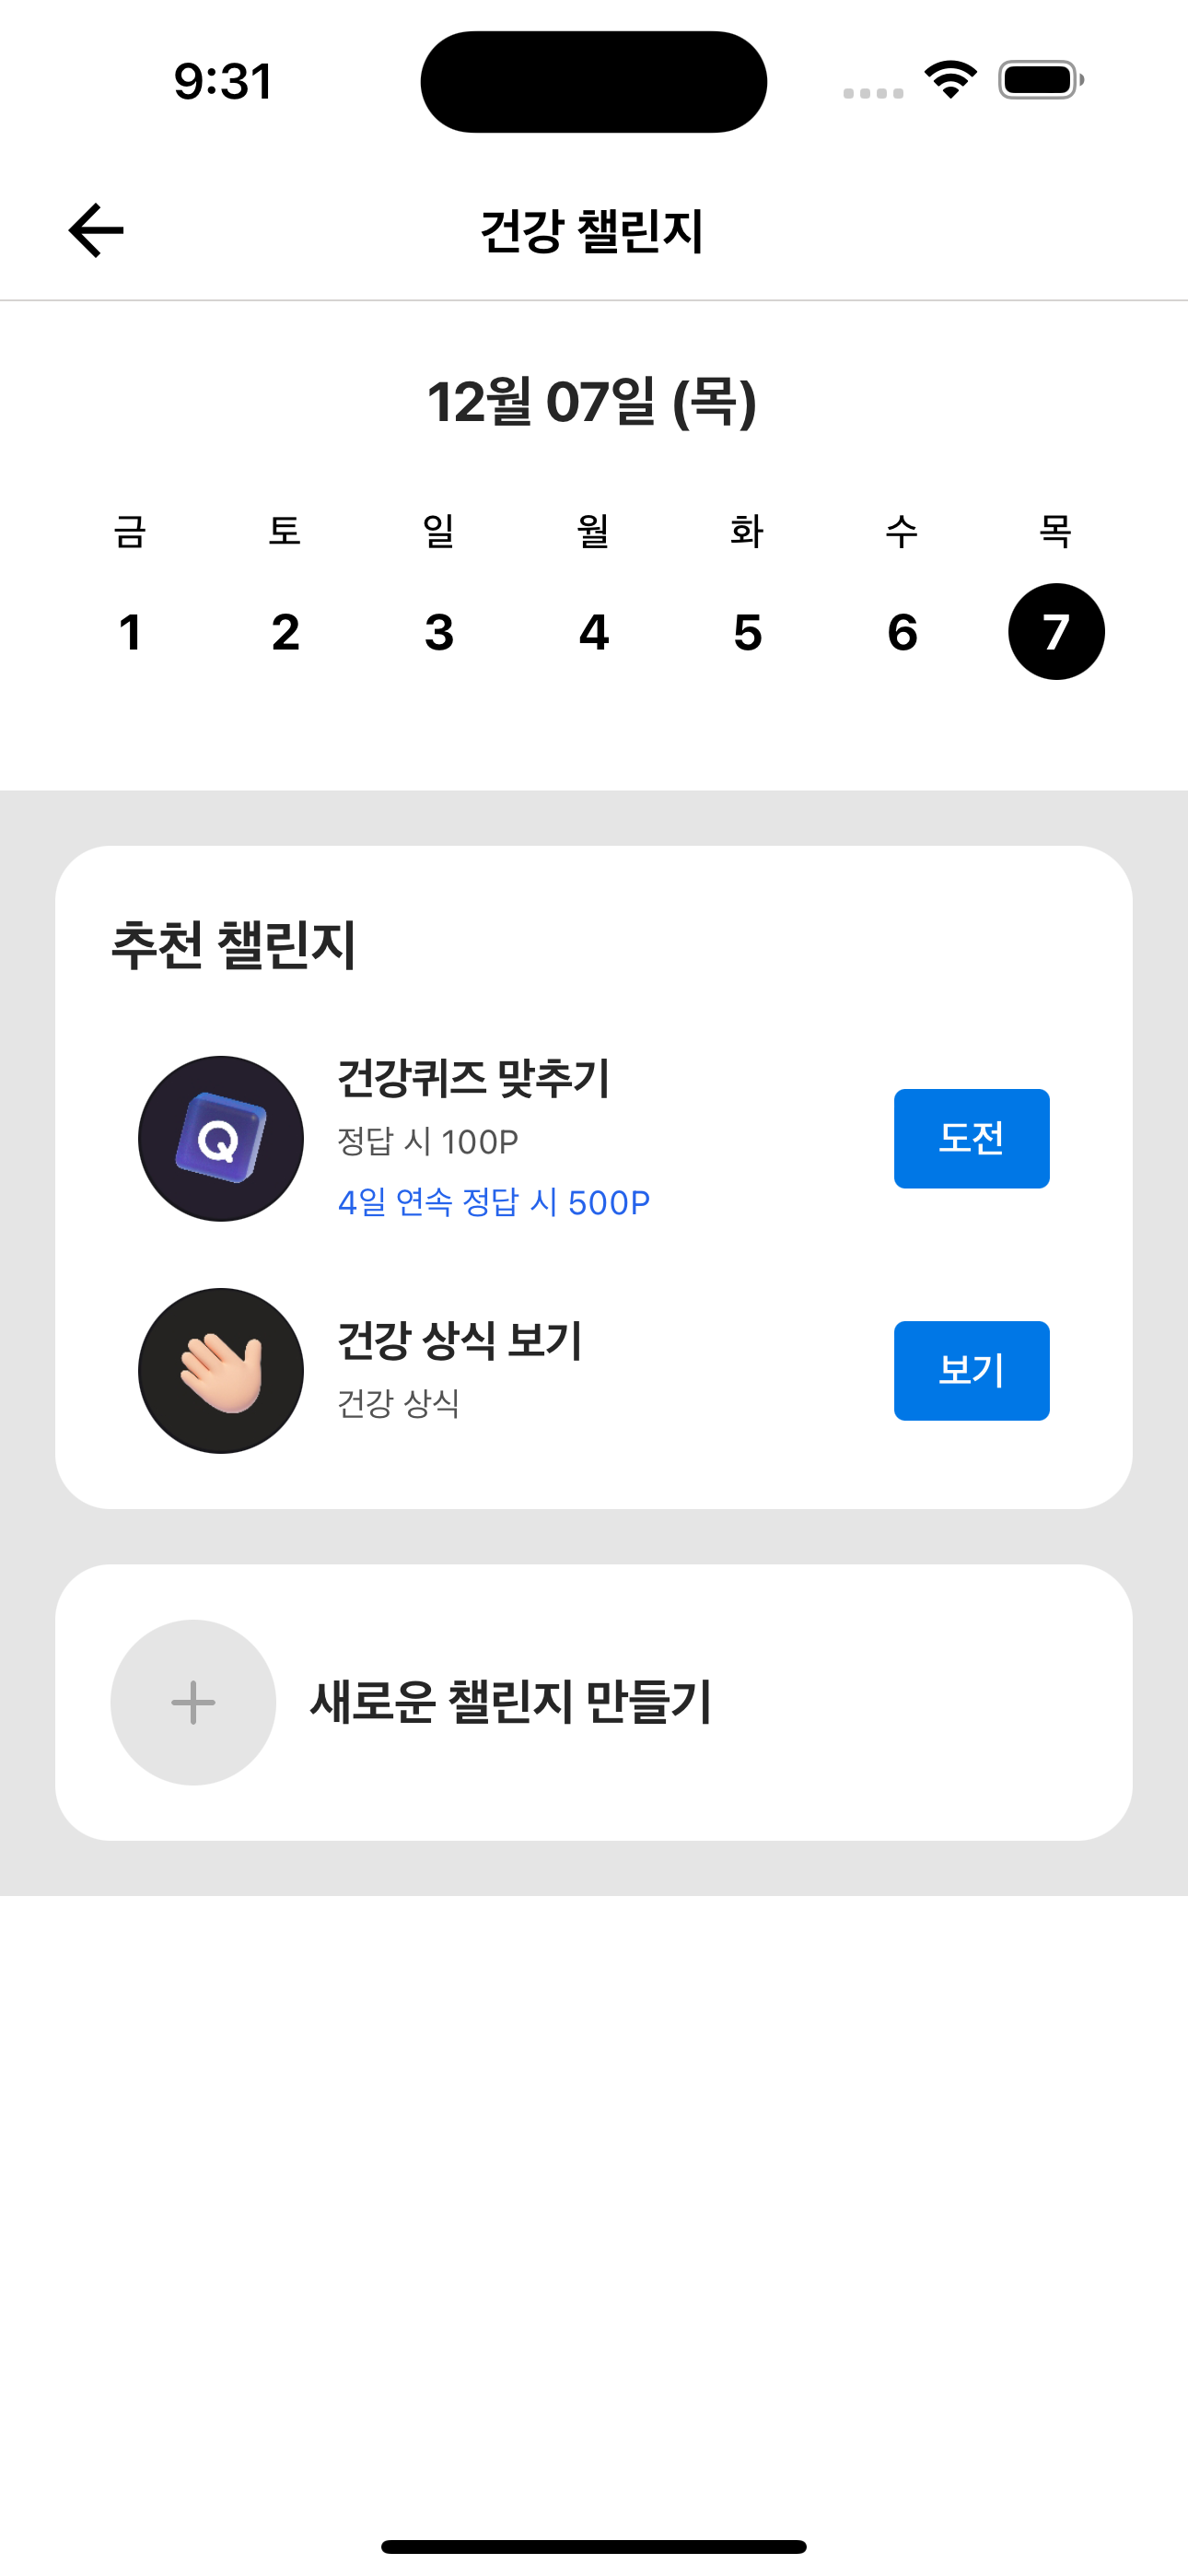 9:31
건강 챌린지
12월 07일 (목)
금 토 일 월 화 수 목
1 2 3 4 5 6 7
추천 챌린지
Q
건강퀴즈 맞추기
정답 시 100P
4일 연속 정답 시 500P
도전
건강 상식 보기
건강 상식
보기
새로운 챌린지 만들기